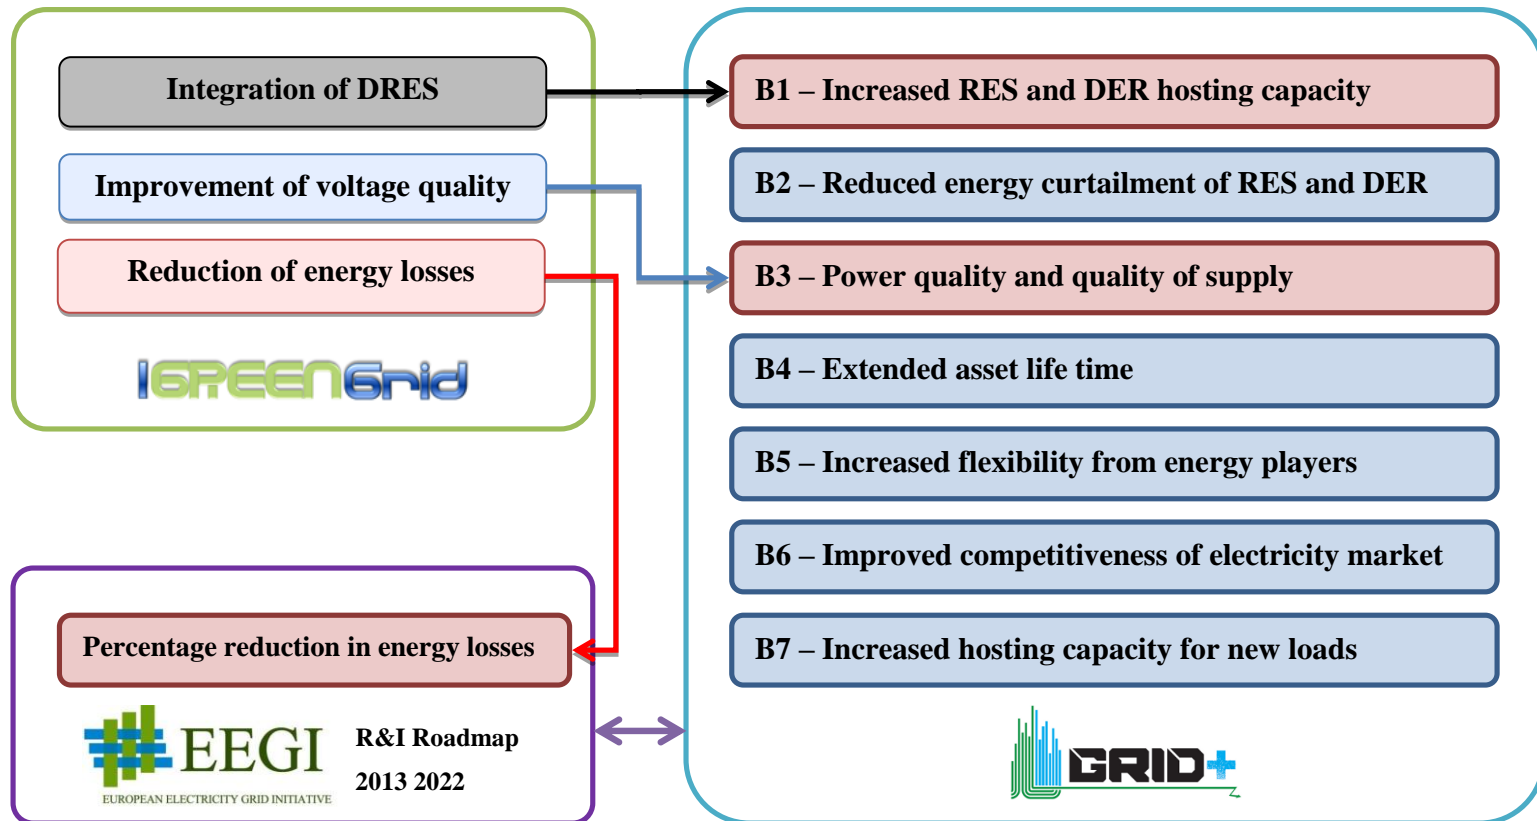 Integration of DRES
Improvement of voltage quality
Reduction of energy losses
IGREENGrid
Percentage reduction in energy losses
EEGI
EUROPEAN ELECTRICITY GRID INITIATIVE
R&I Roadmap
2013 2022
B1 – Increased RES and DER hosting capacity
B2 – Reduced energy curtailment of RES and DER
B3 – Power quality and quality of supply
B4 – Extended asset life time
B5 – Increased flexibility from energy players
B6 – Improved competitiveness of electricity market
B7 – Increased hosting capacity for new loads
GRID+